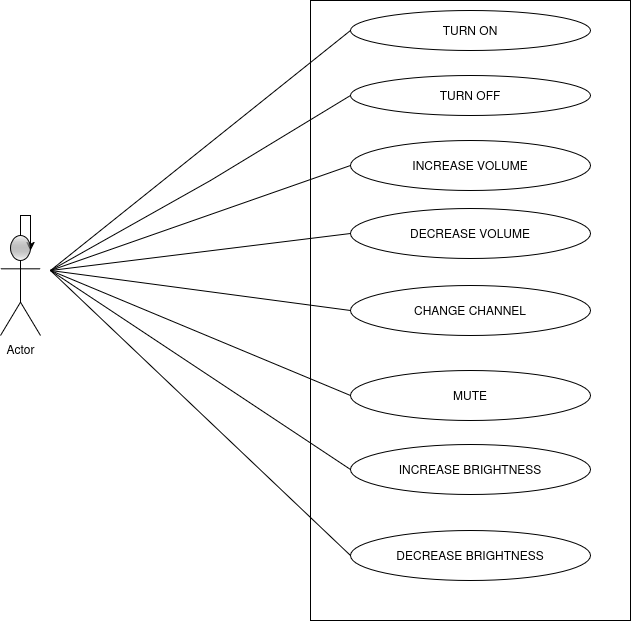 TURN ON
TURN OFF
INCREASE VOLUME
DECREASE VOLUME
CHANGE CHANNEL
Actor
MUTE
INCREASE BRIGHTNESS
DECREASE BRIGHTNESS